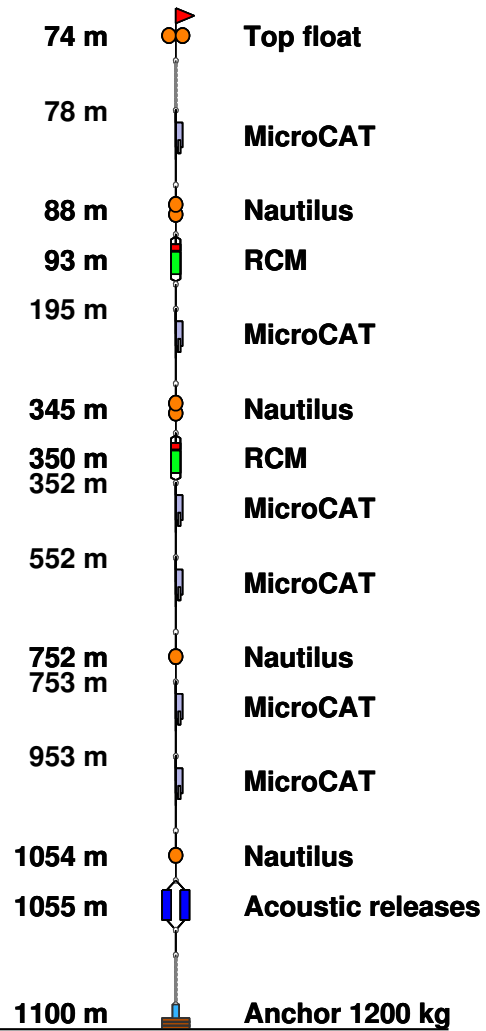 74 m Top float
78 m
MicroCAT
88 m Nautilus
93 m RCM
195 m
MicroCAT
345 m Nautilus
350 m RCM
352 m
MicroCAT
552 m
MicroCAT
752 m Nautilus
753 m
MicroCAT
953 m
MicroCAT
1054 m Nautilus
1055 m Acoustic releases
1100 m Anchor 1200 kg